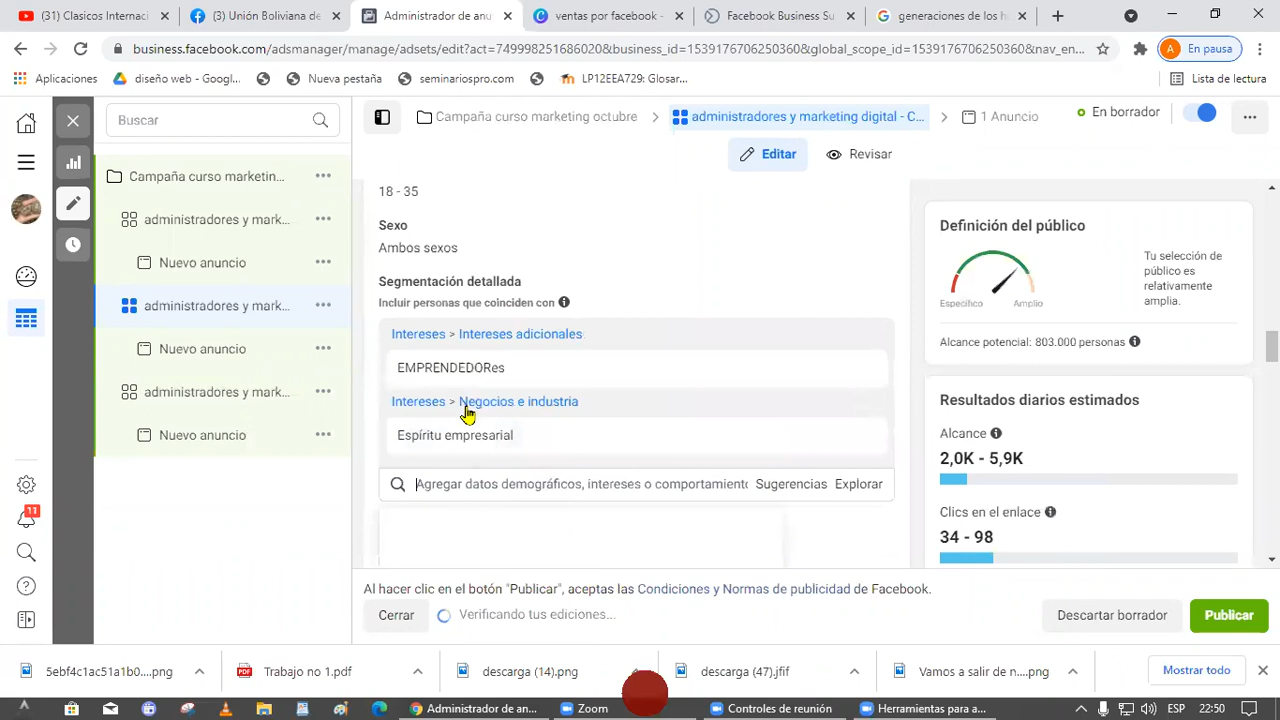 (31) Clasicos Internaci
(3) Unión Boliviana de
Administrador de anu
ventas por facebook -
Facebook Business Su
generaciones de los hu
business.facebook.com/adsmanager/manage/adsets/edit?act=749998251686020&business_id=1539176706250360&global_scope_id=1539176706250360&nav_en...
A En pausa
Aplicaciones
diseño web - Googl...
Nueva pestaña
seminariospro.com
LP12EEA729: Glosar...
Lista de lectura
Buscar
Campaña curso marketing octubre
administradores y marketing digital - C...
1 Anuncio
En borrador
Editar
Revisar
Campaña curso marketin...
administradores y mark...
Nuevo anuncio
administradores y mark...
Nuevo anuncio
administradores y mark...
Nuevo anuncio
11
18 - 35
Sexo
Ambos sexos
Segmentación detallada
Incluir personas que coinciden con
Intereses > Intereses adicionales
EMPRENDEDORes
Intereses > Negocios e industria
Espíritu empresarial
Agregar datos demográficos, intereses o comportamiento
Sugerencias
Explorar
Definición del público
Específico
Amplio
Tu selección de
público es
relativamente
amplia.
Alcance potencial: 803.000 personas
Resultados diarios estimados
Alcance
2,0K - 5,9K
Clics en el enlace
34 - 98
Al hacer clic en el botón "Publicar", aceptas las Condiciones y Normas de publicidad de Facebook.
Cerrar
Verificando tus ediciones...
Descartar borrador
Publicar
5ebf4c1ac51a1b0....png
Trabajo no 1.pdf
descarga (14).png
descarga (47).jfif
Vamos a salir de n....png
Mostrar todo
Administrador de an...
Zoom
Controles de reunión
Herramientas para a...
ESP
22:50